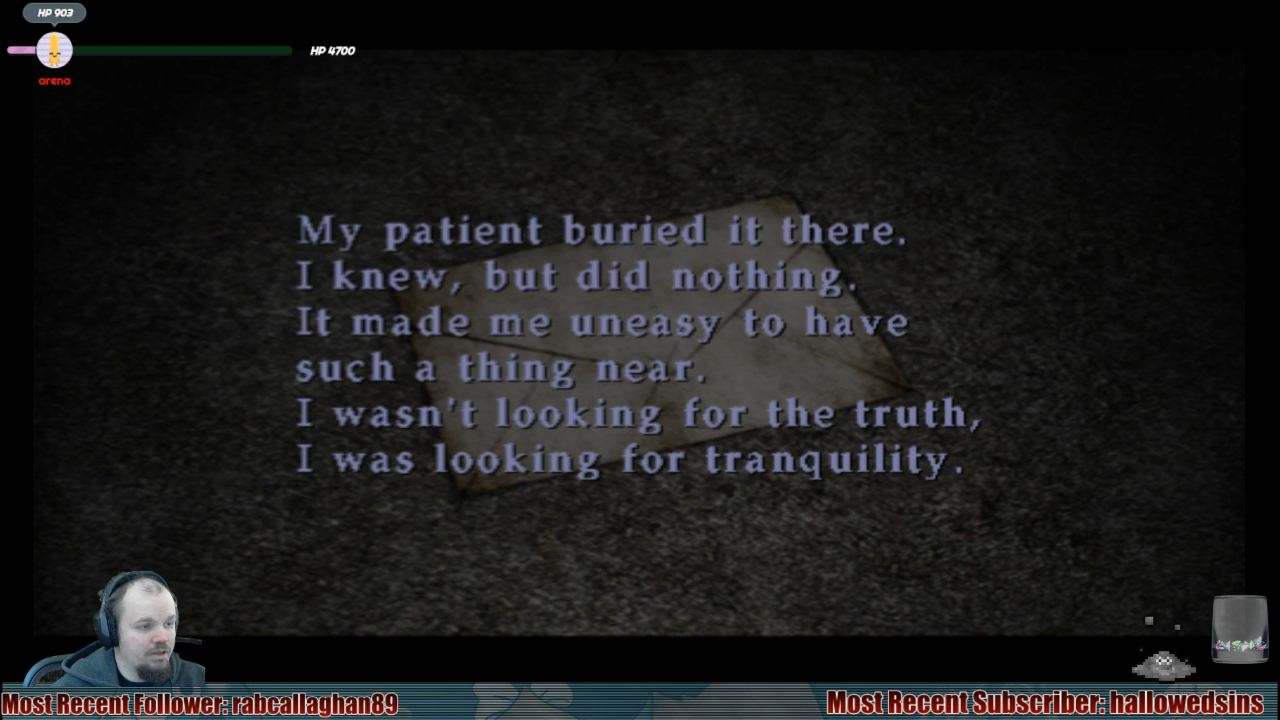 HP 903
HP 4700
arena
My patient buried it there.
I knew, but did nothing.
It made me uneasy to have
such a thing near.
I wasn't looking for the truth,
I was looking for tranquility.
Most Recent Follower: rabcallaghan89
Most Recent Subscriber: hallowedsins